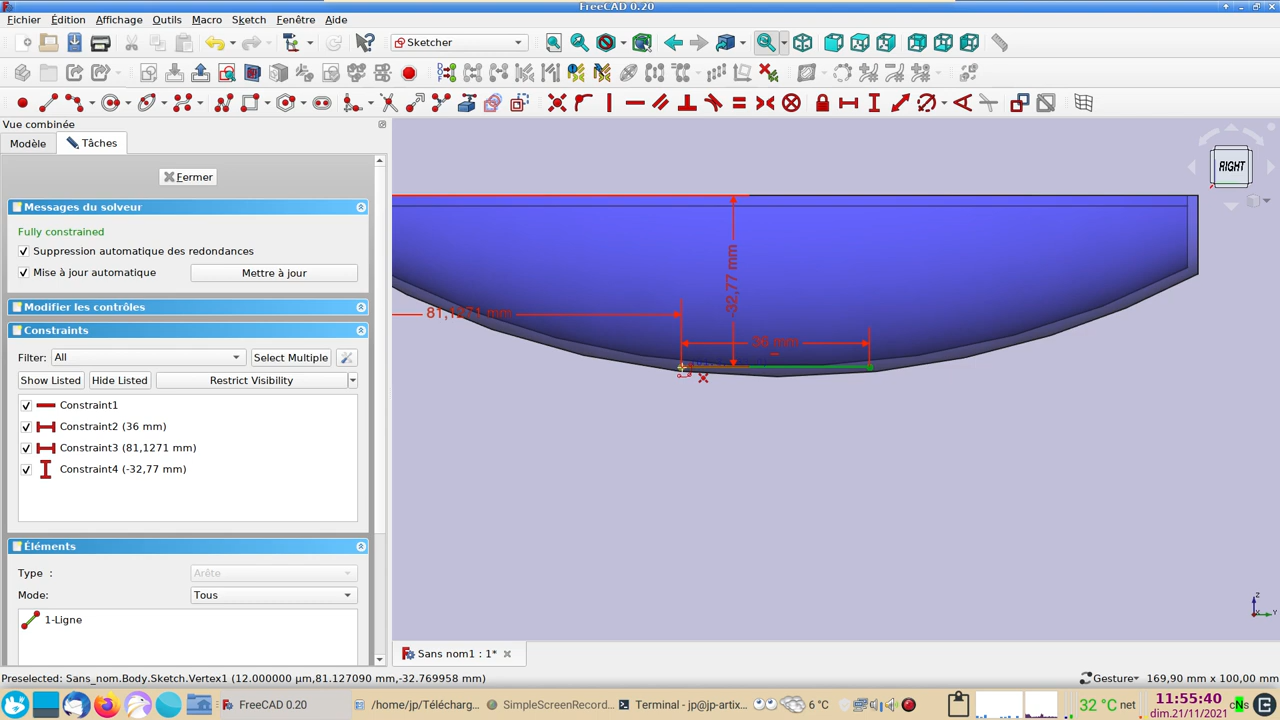 FreeCAD 0.20
Fichier Édition Affichage Outils Macro Sketch Fenêtre Aide
Sketcher
Vue combinée
Modèle Tâches
Fermer
Messages du solveur
Fully constrained
Suppression automatique des redondances
Mise à jour automatique Mettre à jour
Modifier les contrôles
Constraints
Filter: All Select Multiple
Show Listed Hide Listed Restrict Visibility
Constraint1
Constraint2 (36 mm)
Constraint3 (81,1271 mm)
Constraint4 (-32,77 mm)
Éléments
Type : Arête
Mode: Tous
1-Ligne
RIGHT
-32,77 mm
81,1271 mm
36 mm
Z
Y
Sans nom1 : 1*
Preselected: Sans_nom.Body.Sketch.Vertex1 (12.000000 µm,81.127090 mm,-32.769958 mm) Gesture 169,90 mm x 100,00 mm
FreeCAD 0.20 /home/jp/Télécharg... SimpleScreenRecord... Terminal - jp@jp-artix... 6 °C 32 °C net 11:55:40 cNs
dim.21/11/2021